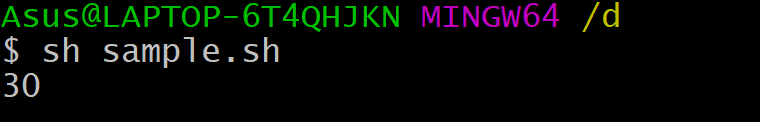 Asus@LAPTOP-6T4QHJKN MINGW64 /d
$ sh sample.sh
30